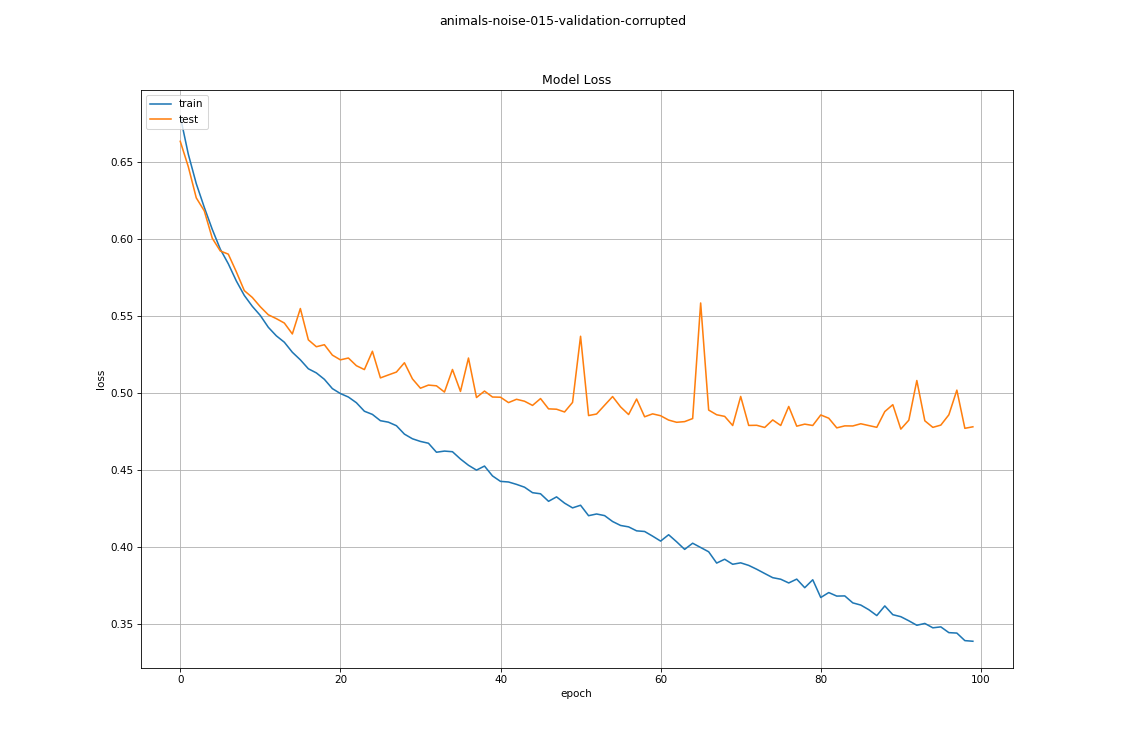 animals-noise-015-validation-corrupted
Model Loss
train
test
0.65
0.60
0.55
0.50
0.45
0.40
0.35
loss
0 20 40 60 80 100
epoch